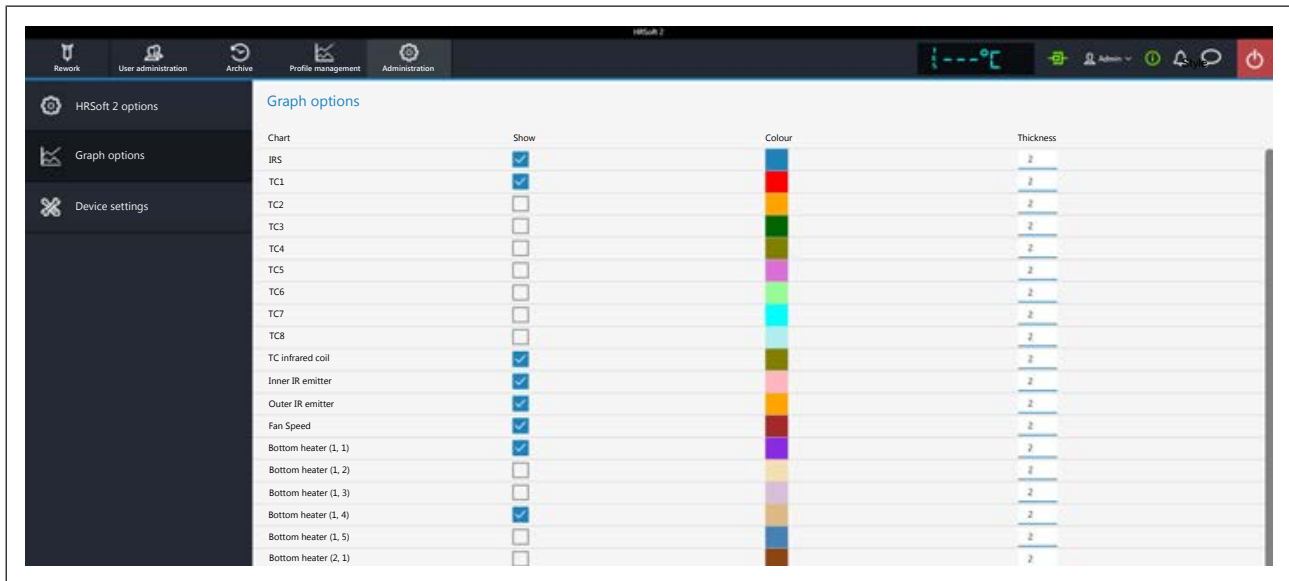 HRSoft 2
Rework User administration Archive Profile management Administration
---°C
Admin
Style
HRSoft 2 options
Graph options
Device settings
Graph options
Chart Show Colour Thickness
IRS 2
TC1 2
TC2 2
TC3 2
TC4 2
TC5 2
TC6 2
TC7 2
TC8 2
TC infrared coil 2
Inner IR emitter 2
Outer IR emitter 2
Fan Speed 2
Bottom heater (1, 1) 2
Bottom heater (1, 2) 2
Bottom heater (1, 3) 2
Bottom heater (1, 4) 2
Bottom heater (1, 5) 2
Bottom heater (2, 1) 2